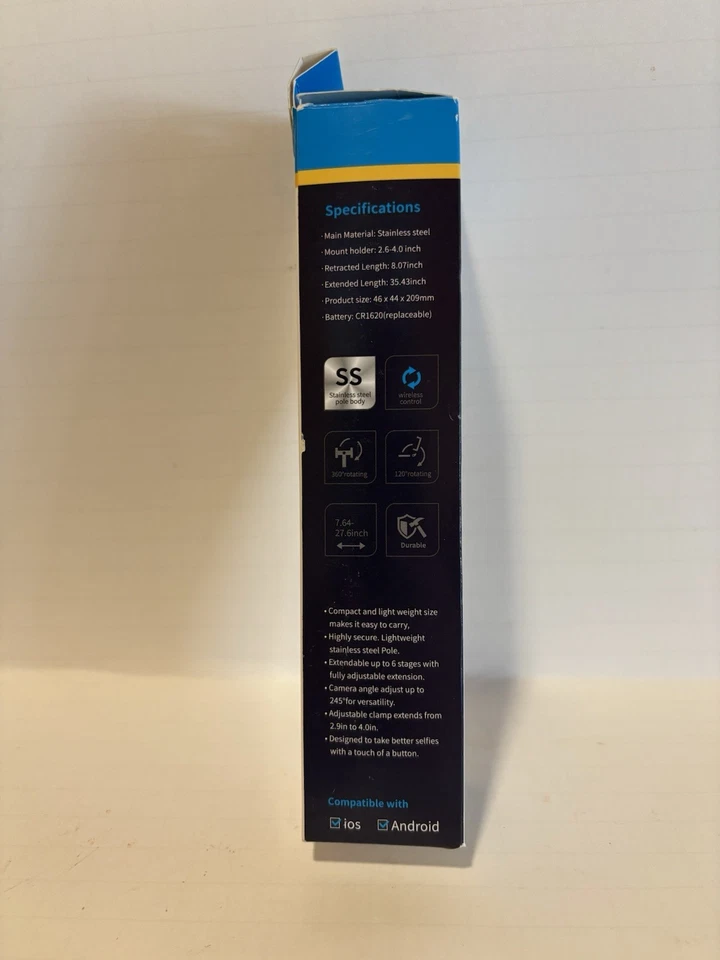 Specifications
·Main Material: Stainless steel
·Mount holder: 2.6-4.0 inch
·Retracted Length: 8.07inch
·Extended Length: 35.43inch
·Product size: 46 x 44 x 209mm
·Battery: CR1620(replaceable)
SS
Stainless steel
pole body
wireless
control
360°rotating
120°rotating
7.64-
27.6inch
Durable
• Compact and light weight size
makes it easy to carry,
• Highly secure. Lightweight
stainless steel Pole.
• Extendable up to 6 stages with
fully adjustable extension.
• Camera angle adjust up to
245°for versatility.
• Adjustable clamp extends from
2.9in to 4.0in.
• Designed to take better selfies
with a touch of a button.
Compatible with
ios
Android